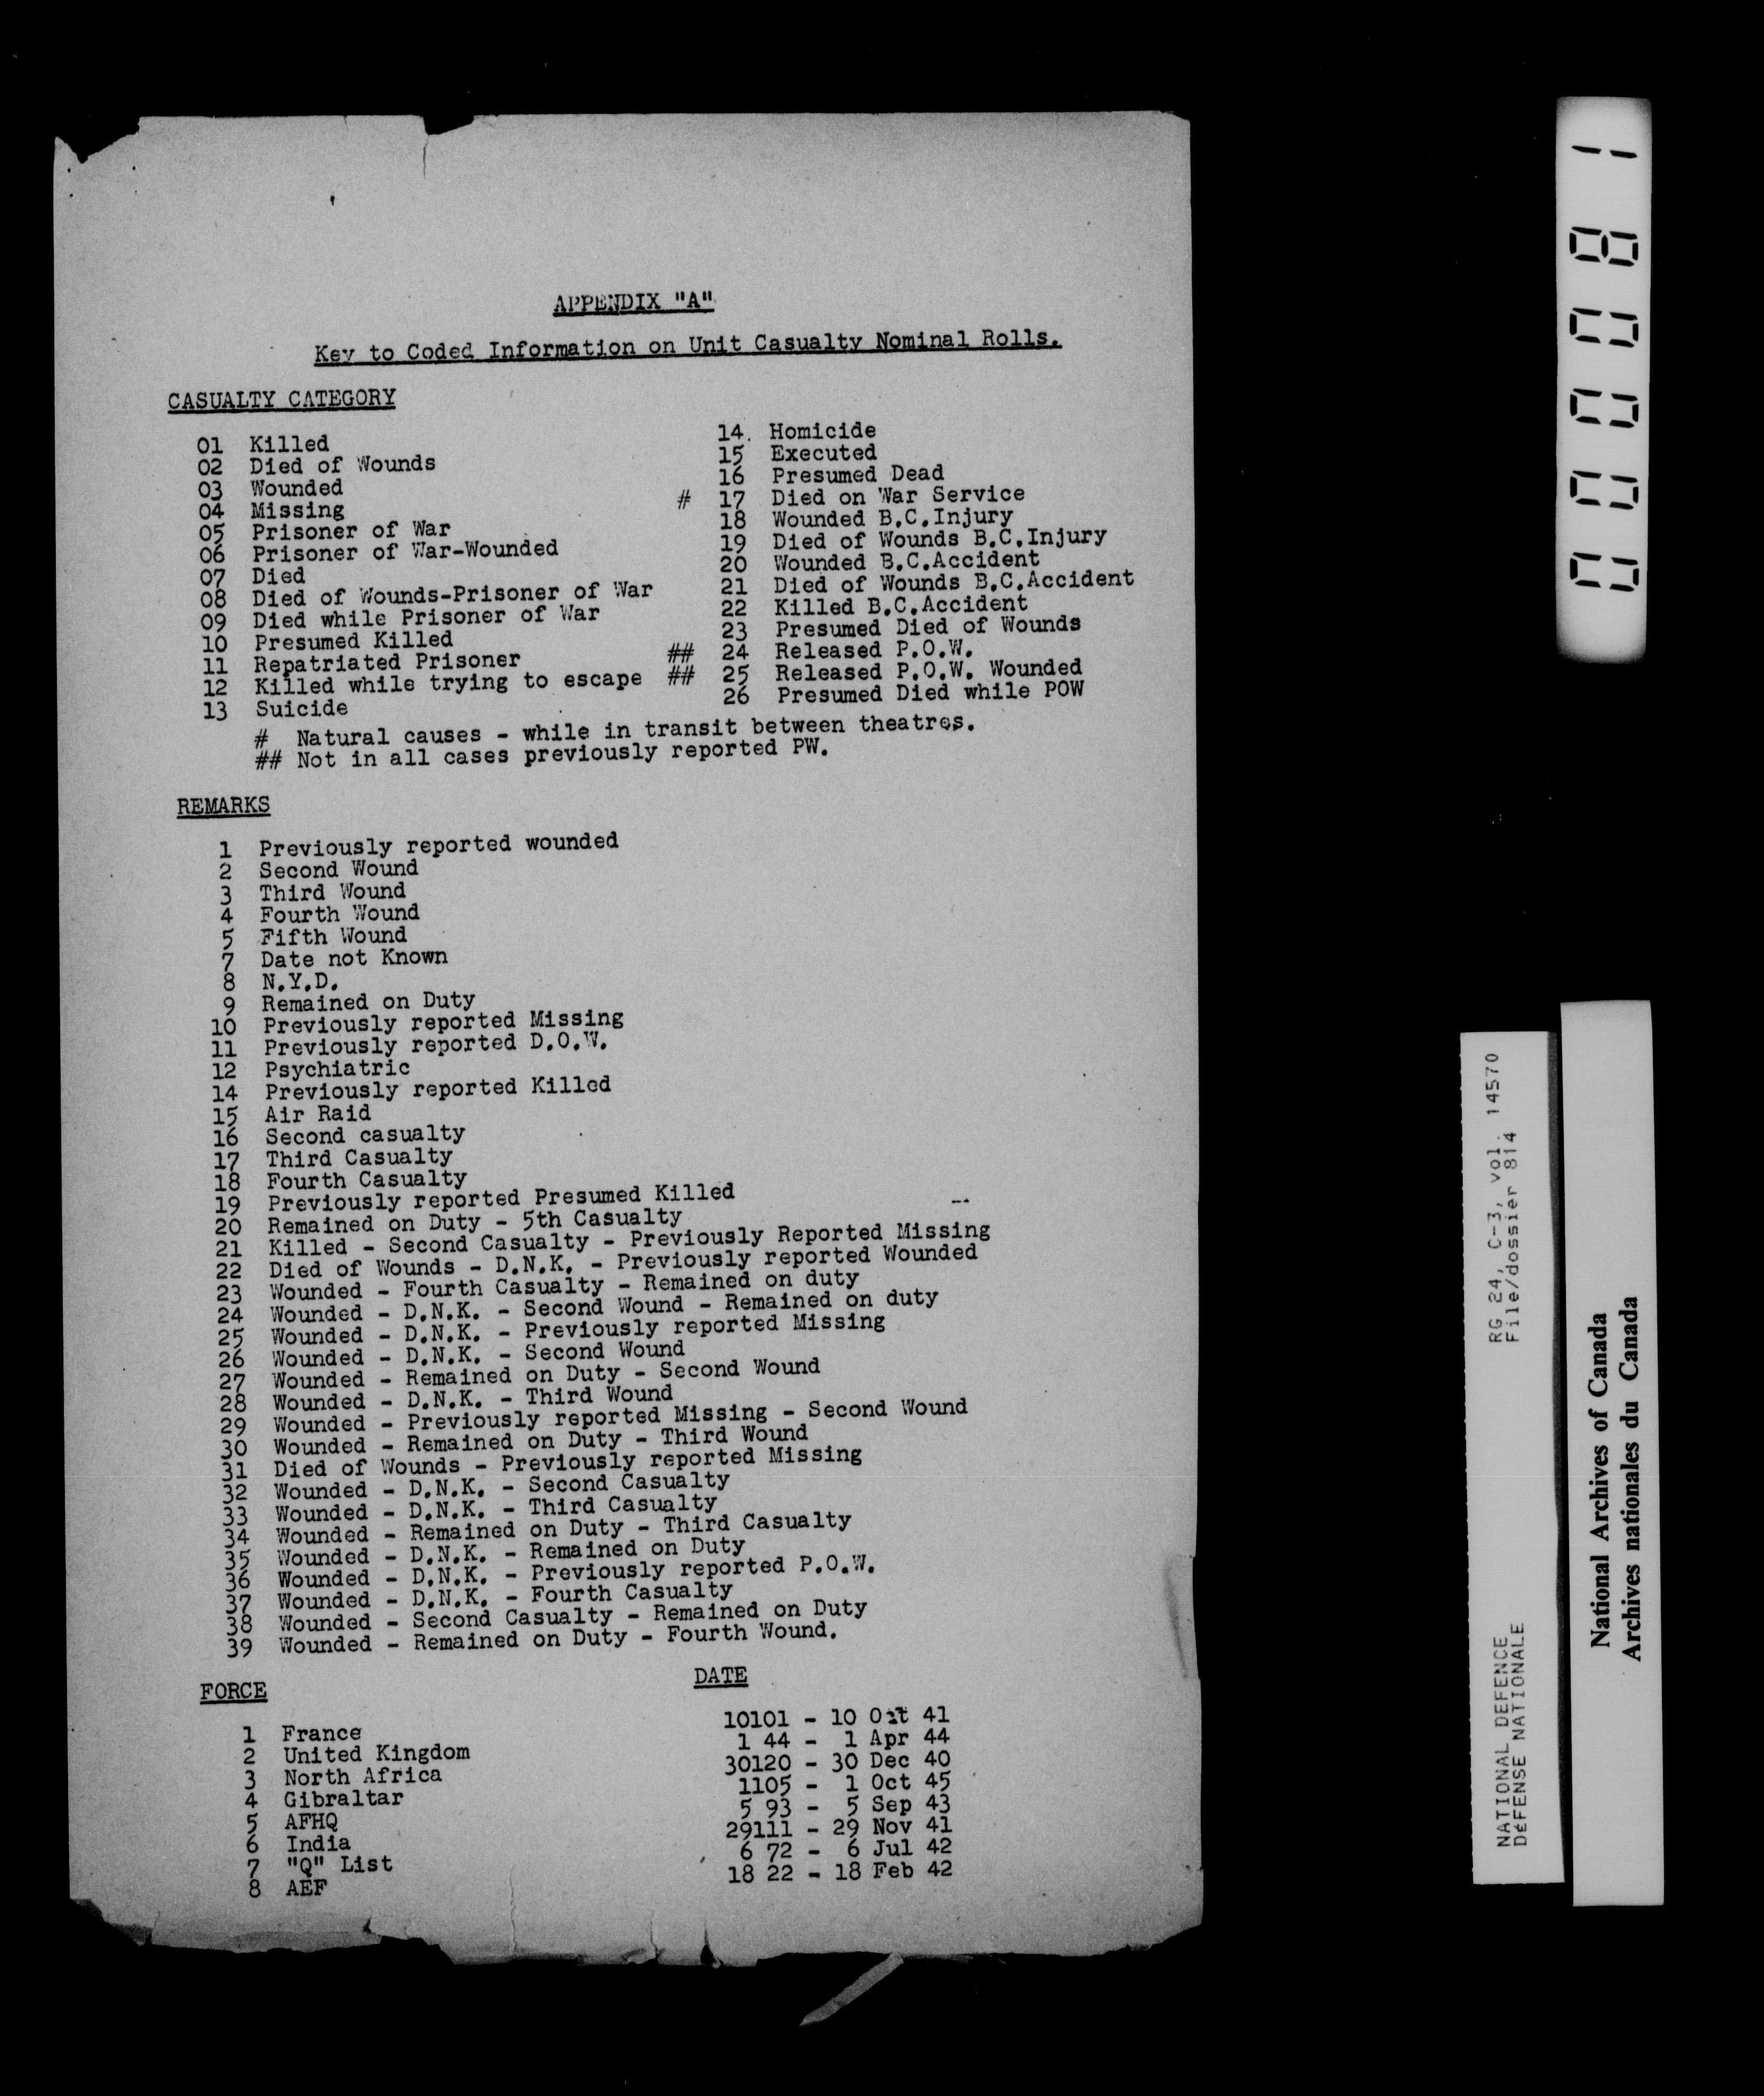 APPENDIX "A"
Key to Coded Information on Unit Casualty Nominal Rolls.
CASUALTY CATEGORY
01 Killed
02 Died of Wounds
03 Wounded
04 Missing
05 Prisoner of War
06 Prisoner of War-Wounded
07 Died
08 Died of Wounds-Prisoner of War
09 Died while Prisoner of War
10 Presumed Killed
11 Repatriated Prisoner
12 Killed while trying to escape
13 Suicide
14. Homicide
15 Executed
16 Presumed Dead
# 17 Died on War Service
18 Wounded B.C.Injury
19 Died of Wounds B.C.Injury
20 Wounded B.C.Accident
21 Died of Wounds B.C.Accident
22 Killed B.C.Accident
23 Presumed Died of Wounds
## 24 Released P.O.W.
## 25 Released P.O.W. Wounded
26 Presumed Died while POW
# Natural causes - while in transit between theatres.
## Not in all cases previously reported PW.
REMARKS
1 Previously reported wounded
2 Second Wound
3 Third Wound
4 Fourth Wound
5 Fifth Wound
7 Date not Known
8 N.Y.D.
9 Remained on Duty
10 Previously reported Missing
11 Previously reported D.O.W.
12 Psychiatric
14 Previously reported Killed
15 Air Raid
16 Second casualty
17 Third Casualty
18 Fourth Casualty
19 Previously reported Presumed Killed
20 Remained on Duty - 5th Casualty
21 Killed - Second Casualty - Previously Reported Missing
22 Died of Wounds - D.N.K. - Previously reported Wounded
23 Wounded - Fourth Casualty - Remained on duty
24 Wounded - D.N.K. - Second Wound - Remained on duty
25 Wounded - D.N.K. - Previously reported Missing
26 Wounded - D.N.K. - Second Wound
27 Wounded - Remained on Duty - Second Wound
28 Wounded - D.N.K. - Third Wound
29 Wounded - Previously reported Missing - Second Wound
30 Wounded - Remained on Duty - Third Wound
31 Died of Wounds - Previously reported Missing
32 Wounded - D.N.K. - Second Casualty
33 Wounded - D.N.K. - Third Casualty
34 Wounded - Remained on Duty - Third Casualty
35 Wounded - D.N.K. - Remained on Duty
36 Wounded - D.N.K. - Previously reported P.O.W.
37 Wounded - D.N.K. - Fourth Casualty
38 Wounded - Second Casualty - Remained on Duty
39 Wounded - Remained on Duty - Fourth Wound.
FORCE
1 France
2 United Kingdom
3 North Africa
4 Gibraltar
5 AFHQ
6 India
7 "Q" List
8 AEF
DATE
10101 - 10 Oct 41
1 44 - 1 Apr 44
30120 - 30 Dec 40
1105 - 1 Oct 45
5 93 - 5 Sep 43
29111 - 29 Nov 41
6 72 - 6 Jul 42
18 22 - 18 Feb 42
000081
NATIONAL DEFENCE RG 24, C-3, vol. 14570
DéFENSE NATIONALE File/dossier 814
National Archives of Canada
Archives nationales du Canada